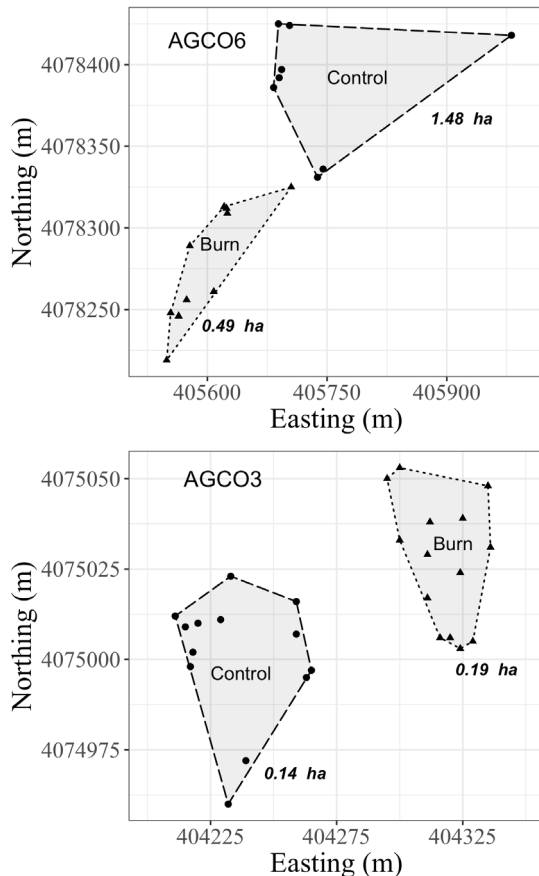 AGCO6
4078400
Control
1.48 ha
4078350
4078300
Burn
4078250
0.49 ha
Northing (m)
405600 405750 405900
Easting (m)
4075050
AGCO3
Burn
4075025
4075000
Control
0.19 ha
4074975
0.14 ha
Northing (m)
404225 404275 404325
Easting (m)